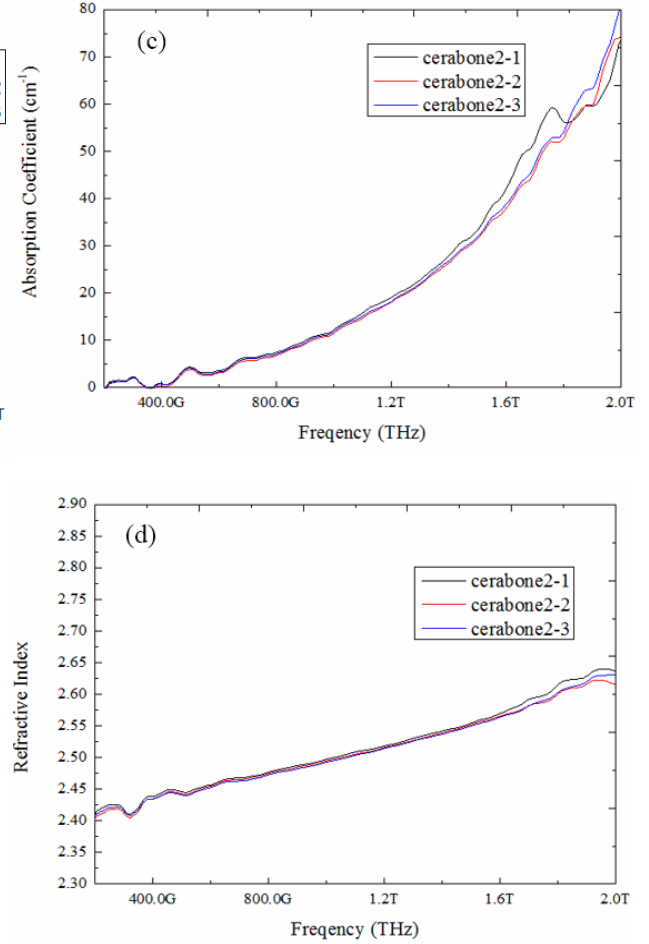 80
(c)
cerabone2-1
cerabone2-2
cerabone2-3
70
60
50
40
30
20
10
0
Absorption Coefficient (cm⁻¹)
400.0G 800.0G 1.2T 1.6T 2.0T
Freqency (THz)
T
2.90
(d)
2.85
cerabone2-1
cerabone2-2
cerabone2-3
2.80
2.75
2.70
2.65
2.60
2.55
2.50
2.45
2.40
2.30
Refractive Index
400.0G 800.0G 1.2T 1.6T 2.0T
Freqency (THz)